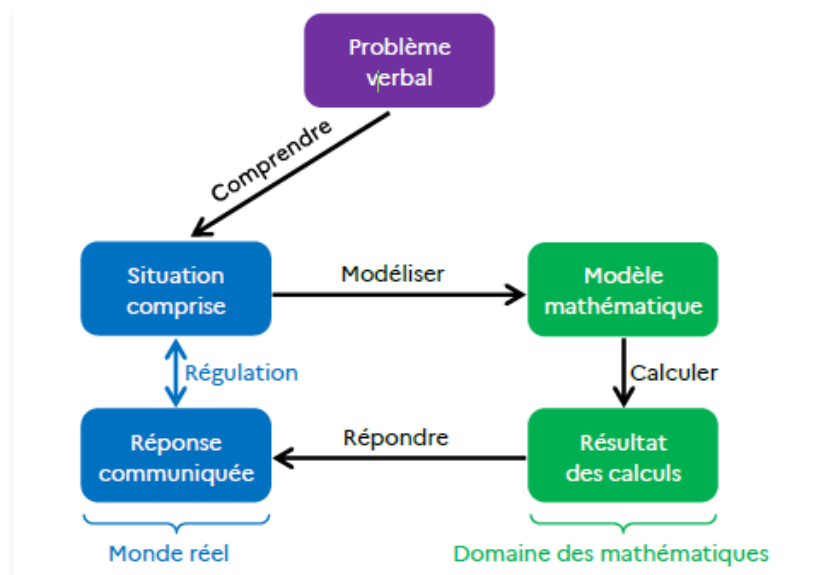 Problème
verbal
Comprendre
Situation
comprise
Modéliser
Modèle
mathématique
Régulation
Calculer
Réponse
communiquée
Répondre
Résultat
des calculs
Monde réel
Domaine des mathématiques